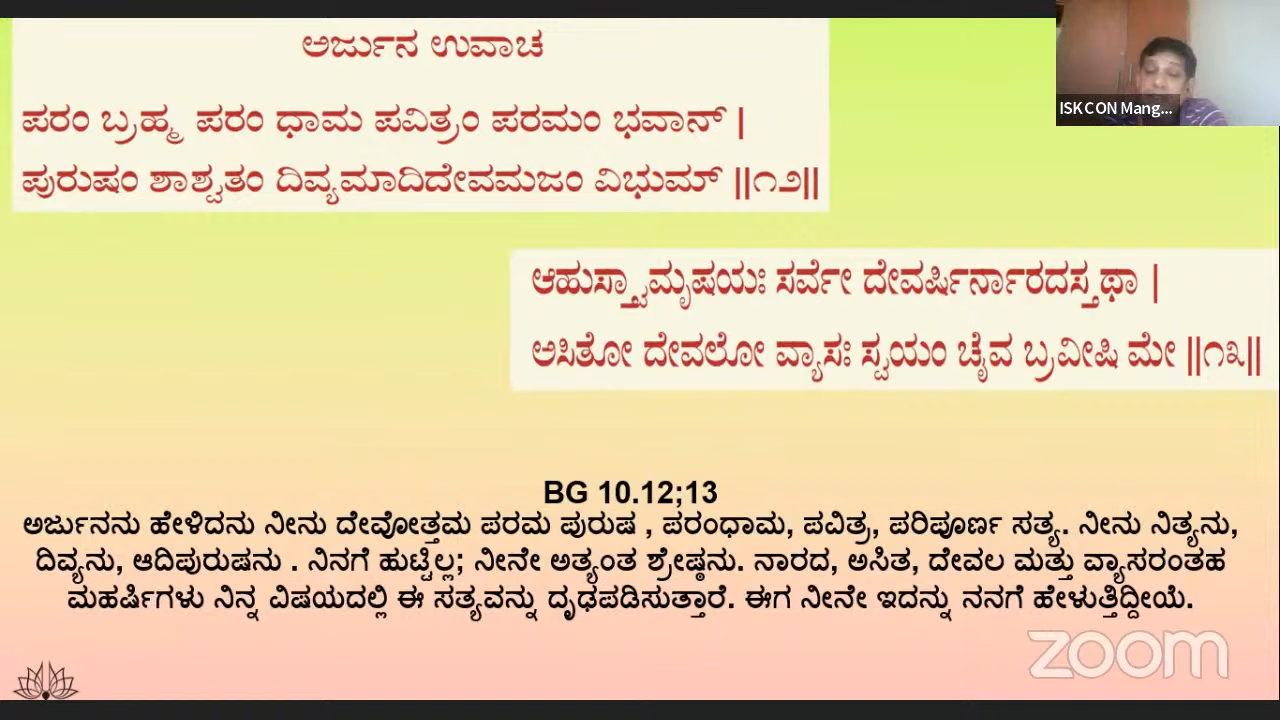 ಅರ್ಜುನ ಉವಾಚ
ಪರಂ ಬ್ರಹ್ಮ ಪರಂ ಧಾಮ ಪವಿತ್ರಂ ಪರಮಂ ಭವಾನ್ |
ಪುರುಷಂ ಶಾಶ್ವತಂ ದಿವ್ಯಮಾದಿದೇವಮಜಂ ವಿಭುಮ್ ||೧೨||
ISKCON Mang...
ಆಹುಸ್ತ್ವಾಮೃಷಯಃ ಸರ್ವೇ ದೇವರ್ಷಿರ್ನಾರದಸ್ತಥಾ |
ಅಸಿತೋ ದೇವಲೋ ವ್ಯಾಸಃ ಸ್ವಯಂ ಚೈವ ಬ್ರವೀಷಿ ಮೇ ||೧೩||
BG 10.12;13
ಅರ್ಜುನನು ಹೇಳಿದನು ನೀನು ದೇವೋತ್ತಮ ಪರಮ ಪುರುಷ , ಪರಂಧಾಮ, ಪವಿತ್ರ, ಪರಿಪೂರ್ಣ ಸತ್ಯ. ನೀನು ನಿತ್ಯನು,
ದಿವ್ಯನು, ಆದಿಪುರುಷನು . ನಿನಗೆ ಹುಟ್ಟಿಲ್ಲ; ನೀನೇ ಅತ್ಯಂತ ಶ್ರೇಷ್ಠನು. ನಾರದ, ಅಸಿತ, ದೇವಲ ಮತ್ತು ವ್ಯಾಸರಂತಹ
ಮಹರ್ಷಿಗಳು ನಿನ್ನ ವಿಷಯದಲ್ಲಿ ಈ ಸತ್ಯವನ್ನು ದೃಢಪಡಿಸುತ್ತಾರೆ. ಈಗ ನೀನೇ ಇದನ್ನು ನನಗೆ ಹೇಳುತ್ತಿದ್ದೀಯೆ.
zoom